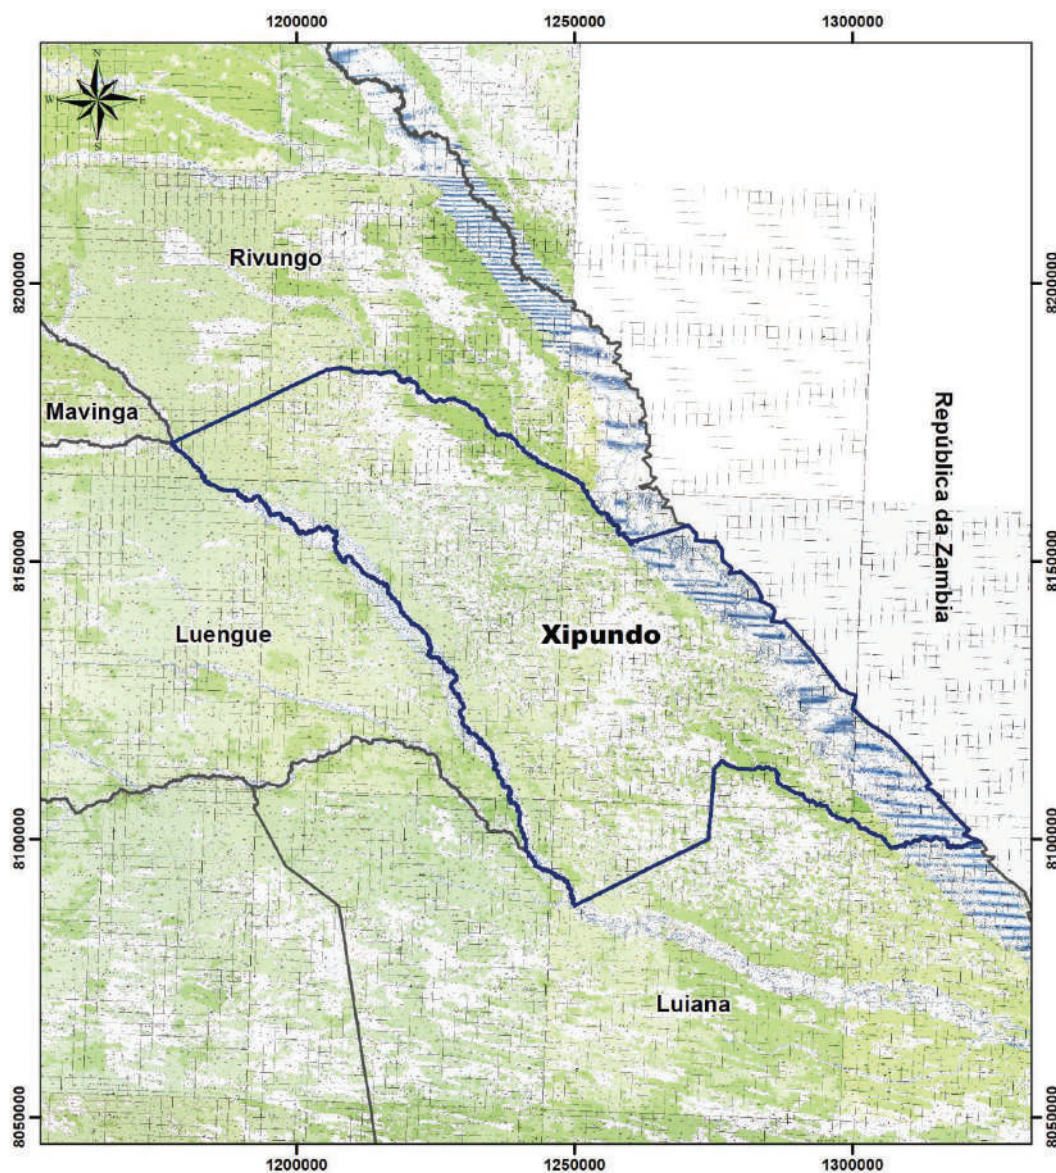 1200000 1250000 1300000
N
W E
S
Rivungo
8200000 8200000
Mavinga
República da Zambia
8150000 8150000
Luengue
Xipundo
8100000 8100000
Luiana
8050000 8050000
1200000 1250000 1300000